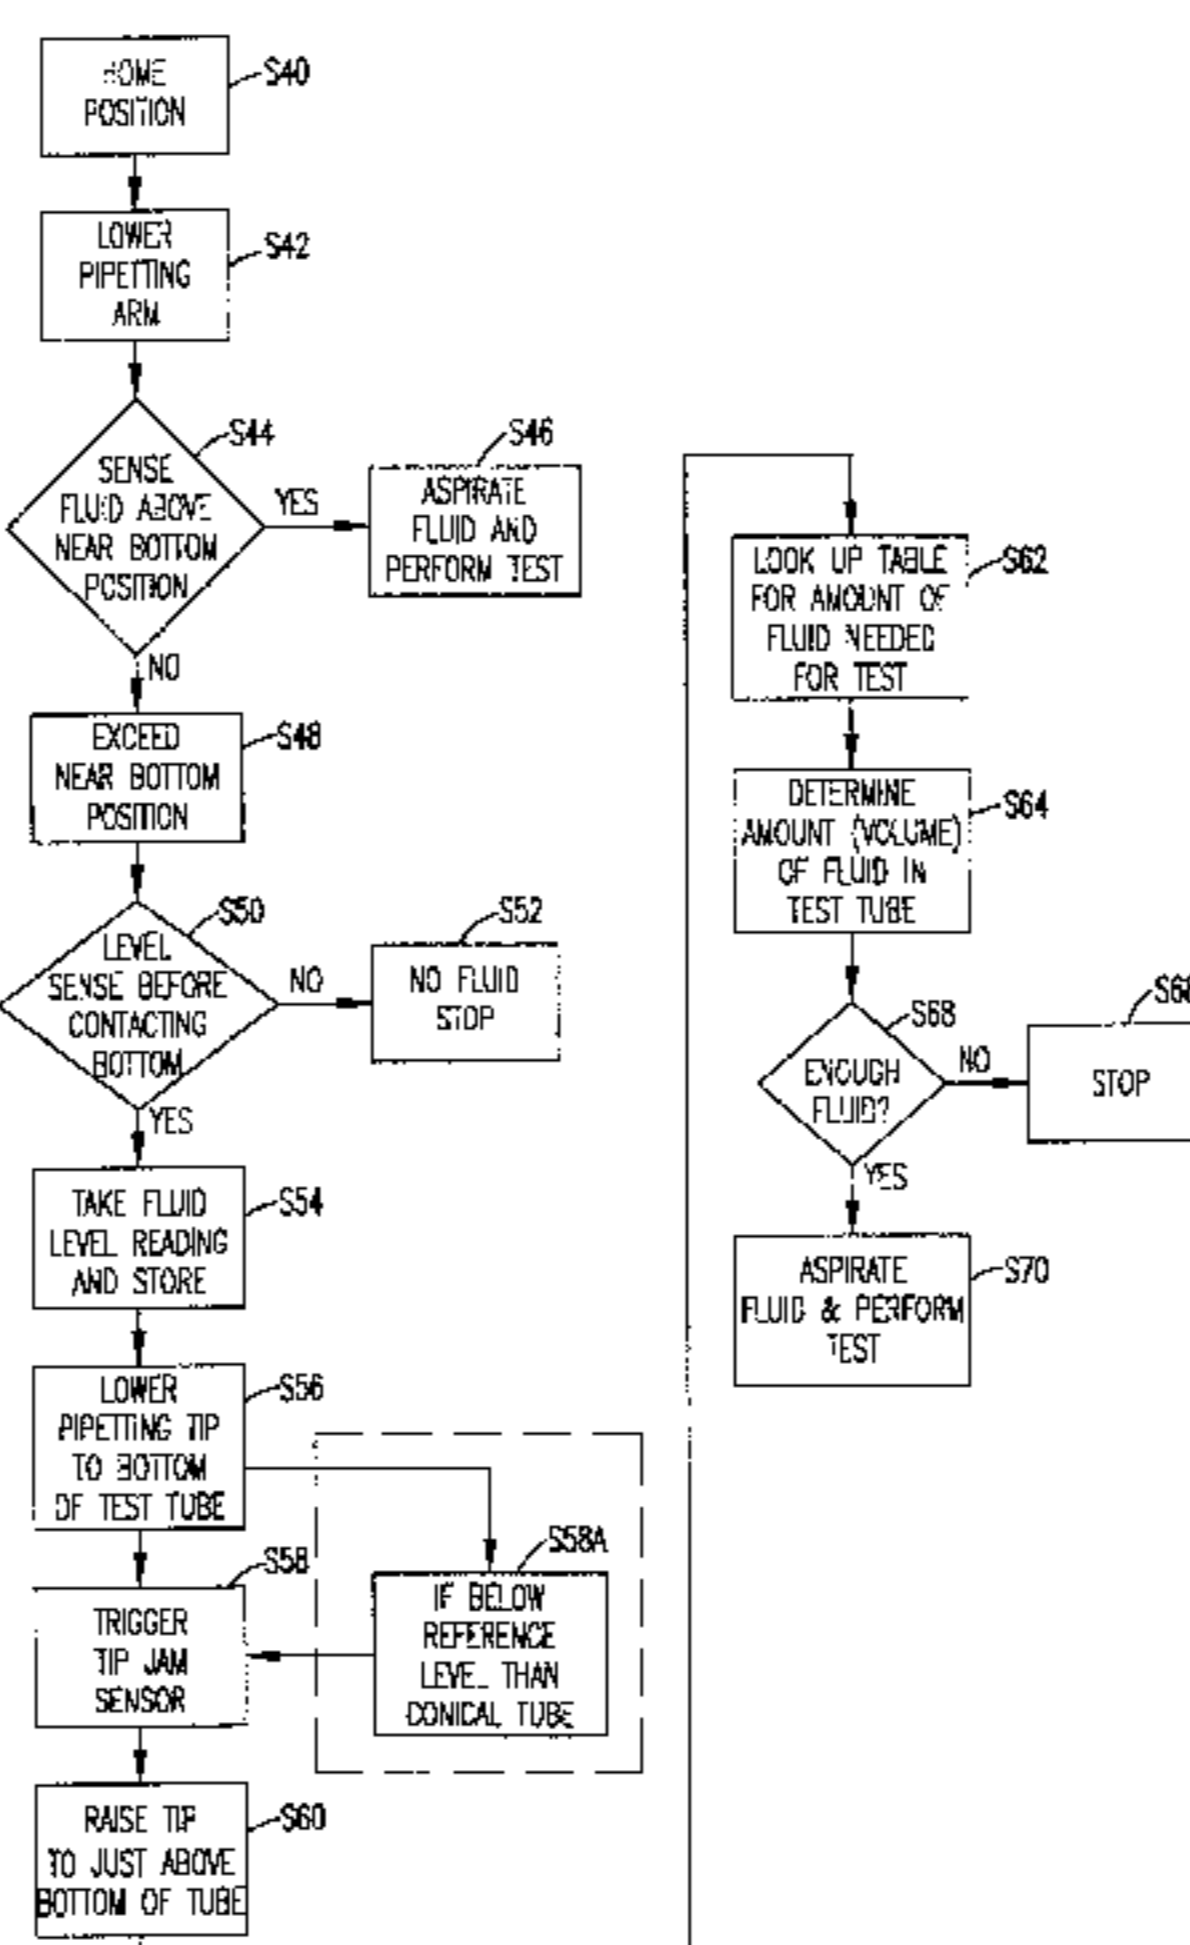 HOME
POSITION
S40
LOWER
PIPETTING
ARM
S42
SENSE
FLUID ABOVE
NEAR BOTTOM
POSITION
S44
YES
ASPIRATE
FLUID AND
PERFORM TEST
S46
NO
EXCEED
NEAR BOTTOM
POSITION
S48
LEVEL
SENSE BEFORE
CONTACTING
BOTTOM
S50
NO
NO FLUID
STOP
S52
YES
TAKE FLUID
LEVEL READING
AND STORE
S54
LOWER
PIPETTING TIP
TO BOTTOM
OF TEST TUBE
S56
S58
TRIGGER
TIP JAM
SENSOR
S58A
IF BELOW
REFERENCE
LEVEL THAN
CONICAL TUBE
RAISE TIP
TO JUST ABOVE
BOTTOM OF TUBE
S60
LOOK UP TABLE
FOR AMOUNT OF
FLUID NEEDED
FOR TEST
S62
DETERMINE
AMOUNT (VOLUME)
OF FLUID IN
TEST TUBE
S64
ENOUGH
FLUID?
S68
NO
STOP
YES
ASPIRATE
FLUID & PERFORM
TEST
S70